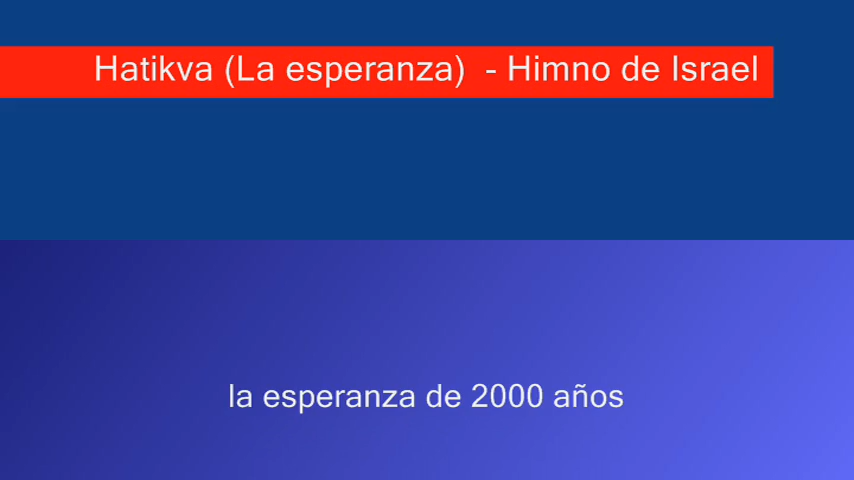 Hatikva (La esperanza)  - Himno de Israel
la esperanza de 2000 años